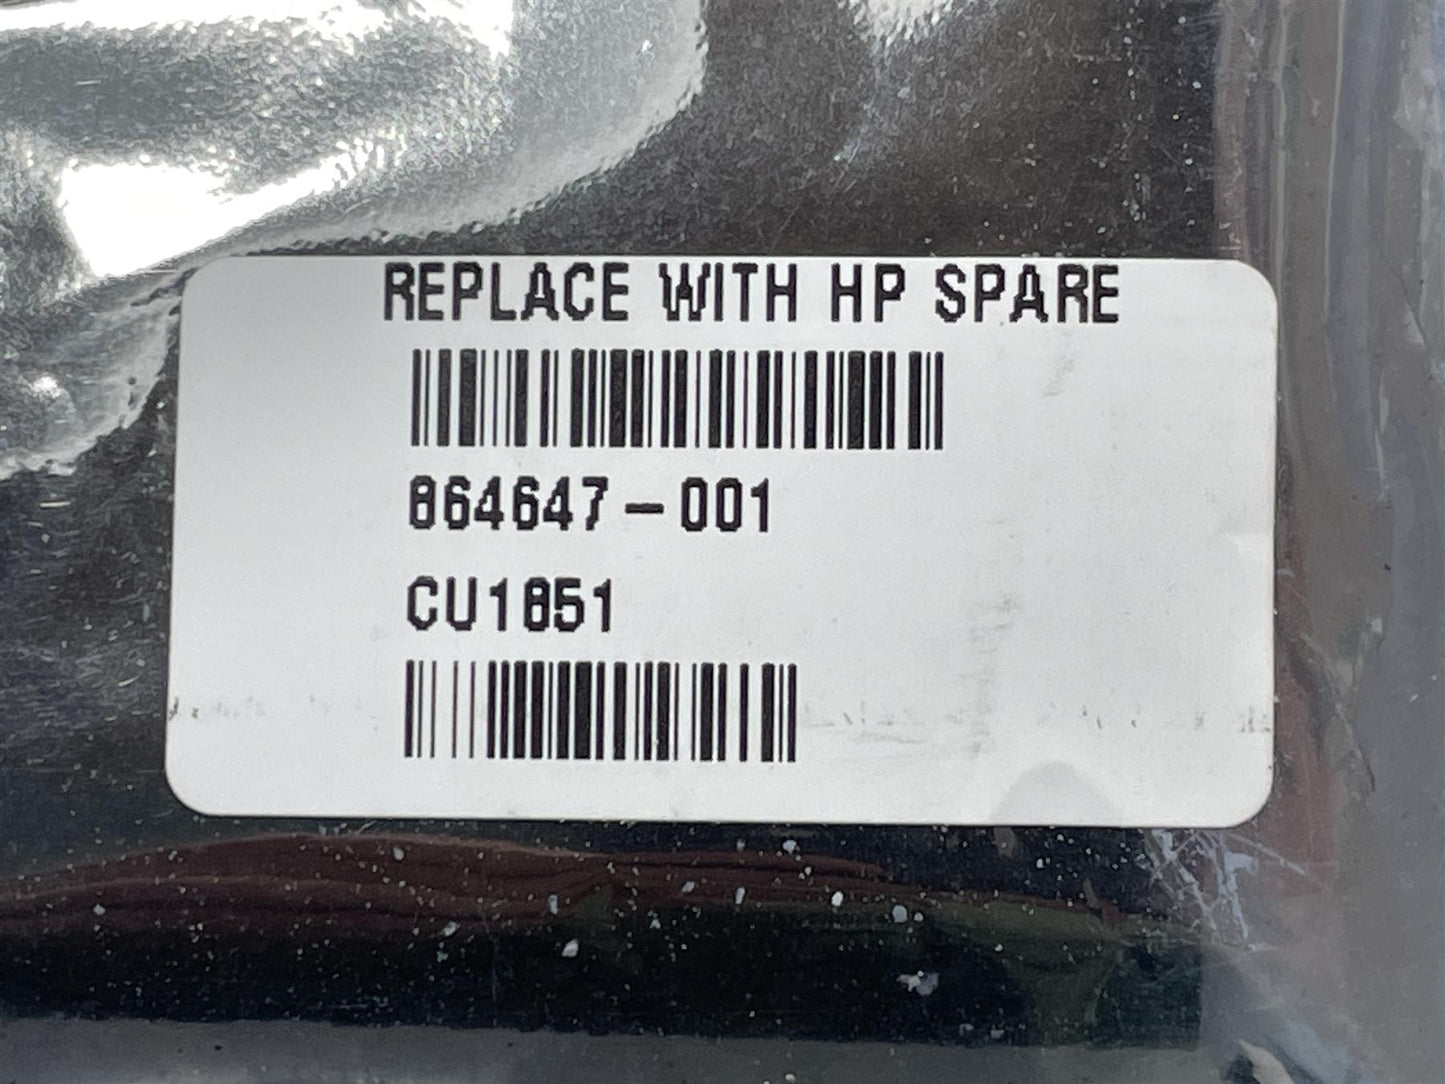 REPLACE WITH HP SPARE
864647-001
CU1851